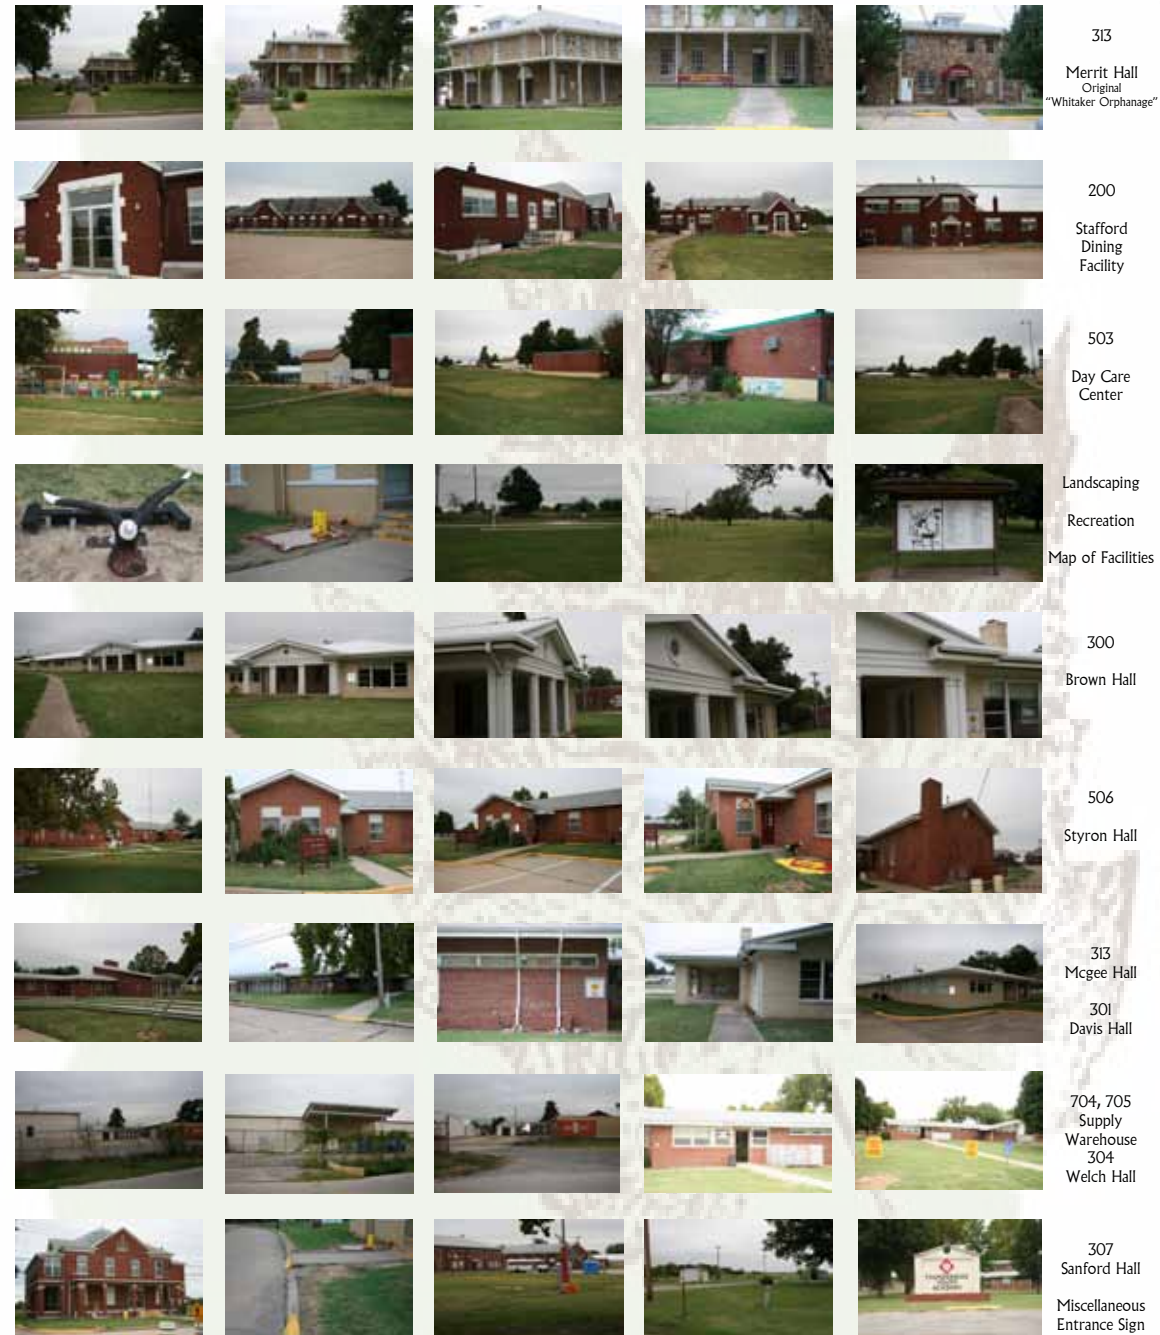 313
Merrit Hall
Original
"Whitaker Orphanage"
200
Stafford
Dining
Facility
503
Day Care
Center
Landscaping
Recreation
Map of Facilities
300
Brown Hall
506
Styron Hall
313
Mcgee Hall
301
Davis Hall
704, 705
Supply
Warehouse
304
Welch Hall
307
Sanford Hall
Miscellaneous
Entrance Sign